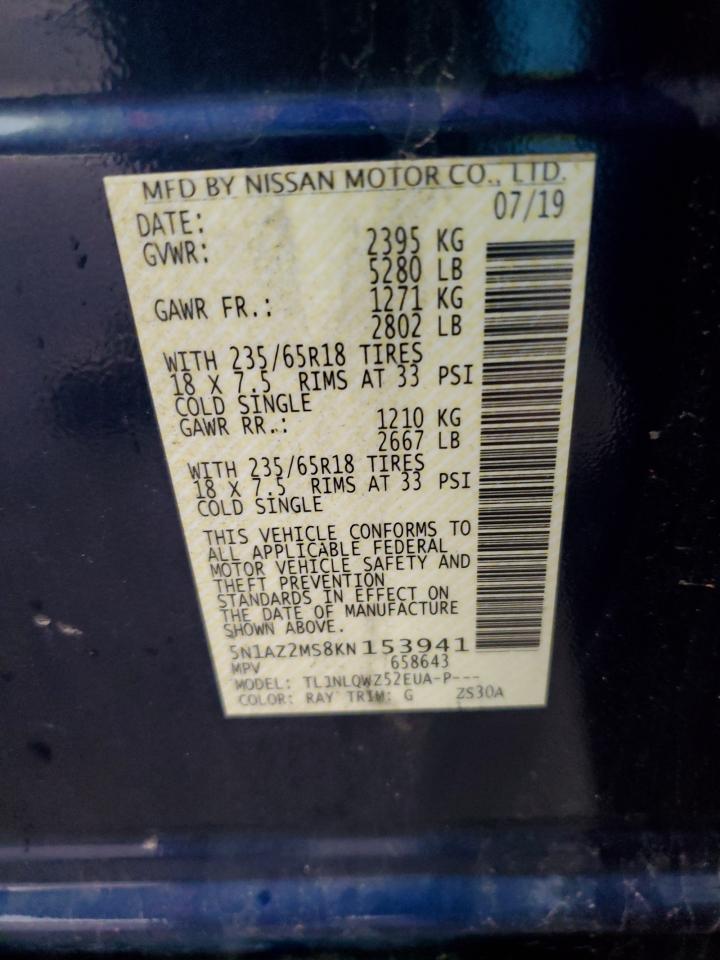 MFD BY NISSAN MOTOR CO., LTD.
DATE: 07/19
GVWR: 2395 KG
5280 LB
GAWR FR.: 1271 KG
2802 LB
WITH 235/65R18 TIRES
18 X 7.5 RIMS AT 33 PSI
COLD SINGLE
GAWR RR.: 1210 KG
2667 LB
WITH 235/65R18 TIRES
18 X 7.5 RIMS AT 33 PSI
COLD SINGLE
THIS VEHICLE CONFORMS TO
ALL APPLICABLE FEDERAL
MOTOR VEHICLE SAFETY AND
THEFT PREVENTION
STANDARDS IN EFFECT ON
THE DATE OF MANUFACTURE
SHOWN ABOVE.
5N1AZ2MS8KN153941
MPV 658643
MODEL: TL1NLQWZ52EUA-P---
COLOR: RAY TRIM: G ZS30A